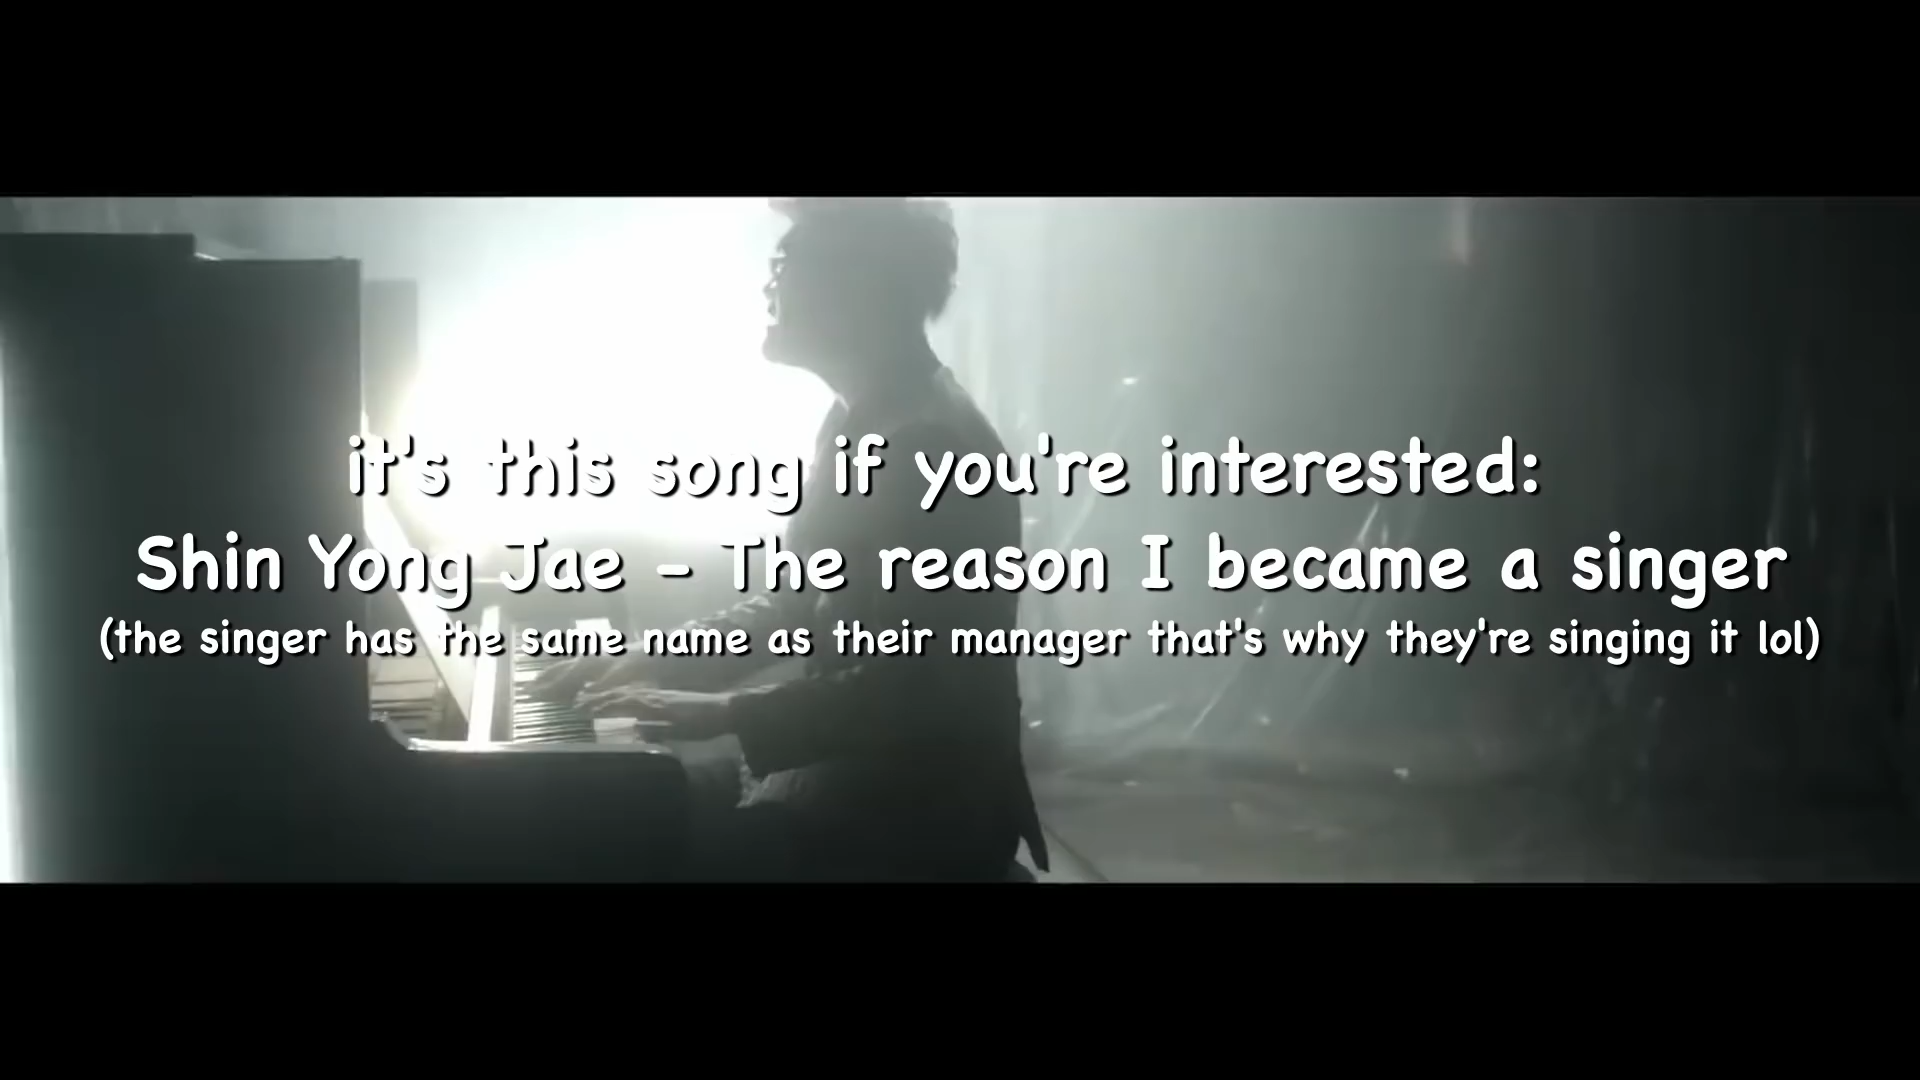 it's this song if you're interested:
Shin Yong Jae - The reason I became a singer
(the singer has the same name as their manager that's why they're singing it lol)